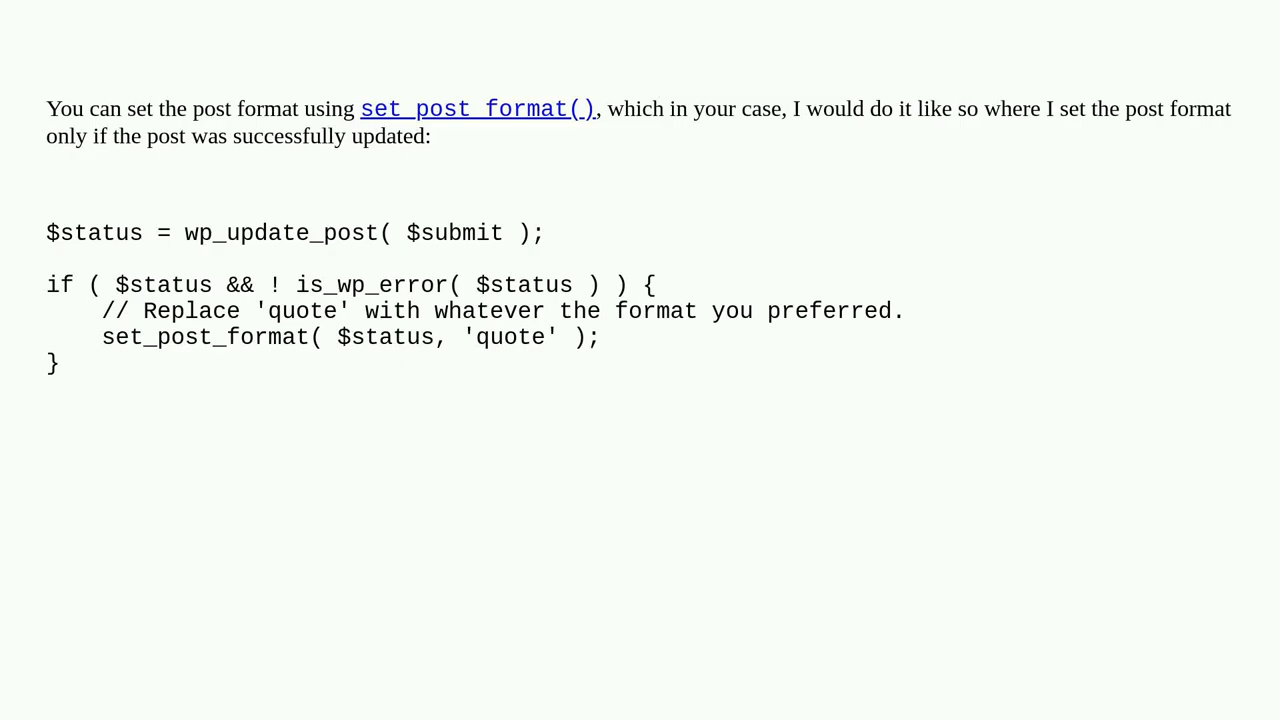 You can set the post format using set_post_format(), which in your case, I would do it like so where I set the post format
only if the post was successfully updated:
$status = wp_update_post( $submit );
if ( $status && ! is_wp_error( $status ) ) {
    // Replace 'quote' with whatever the format you preferred.
    set_post_format( $status, 'quote' );
}